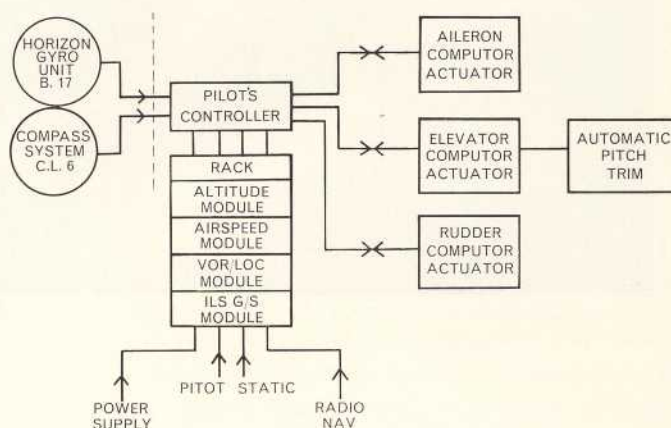 HORIZON
GYRO
UNIT
B. 17
COMPASS
SYSTEM
C.L. 6
PILOT'S
CONTROLLER
RACK
ALTITUDE
MODULE
AIRSPEED
MODULE
VOR/LOC
MODULE
ILS G/S
MODULE
POWER
SUPPLY
PITOT
STATIC
RADIO
NAV
AILERON
COMPUTOR
ACTUATOR
ELEVATOR
COMPUTOR
ACTUATOR
AUTOMATIC
PITCH
TRIM
RUDDER
COMPUTOR
ACTUATOR